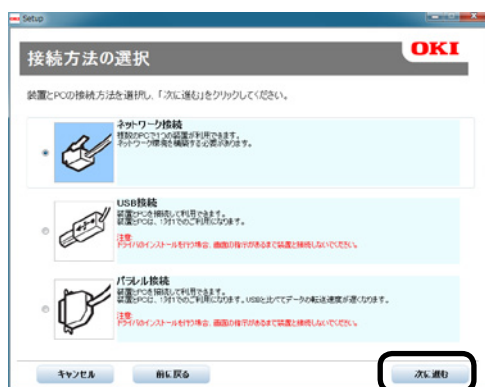 Setup
OKI
接続方法の選択
装置とPCの接続方法を選択し、「次に進む」をクリックしてください。
ネットワーク接続
複数のPCで1つの装置が利用できます。
ネットワーク環境を構築する必要があります。
USB接続
装置とPCを接続して利用できます。
装置とPCは、1対1でのご利用になります。
注意:
ドライバのインストールを行う場合、画面の指示があるまで装置と接続しないでください。
パラレル接続
装置とPCを接続して利用できます。
装置とPCは、1対1でのご利用になります。USBと比べてデータの転送速度が遅くなります。
注意:
ドライバのインストールを行う場合、画面の指示があるまで装置と接続しないでください。
キャンセル
前に戻る
次に進む